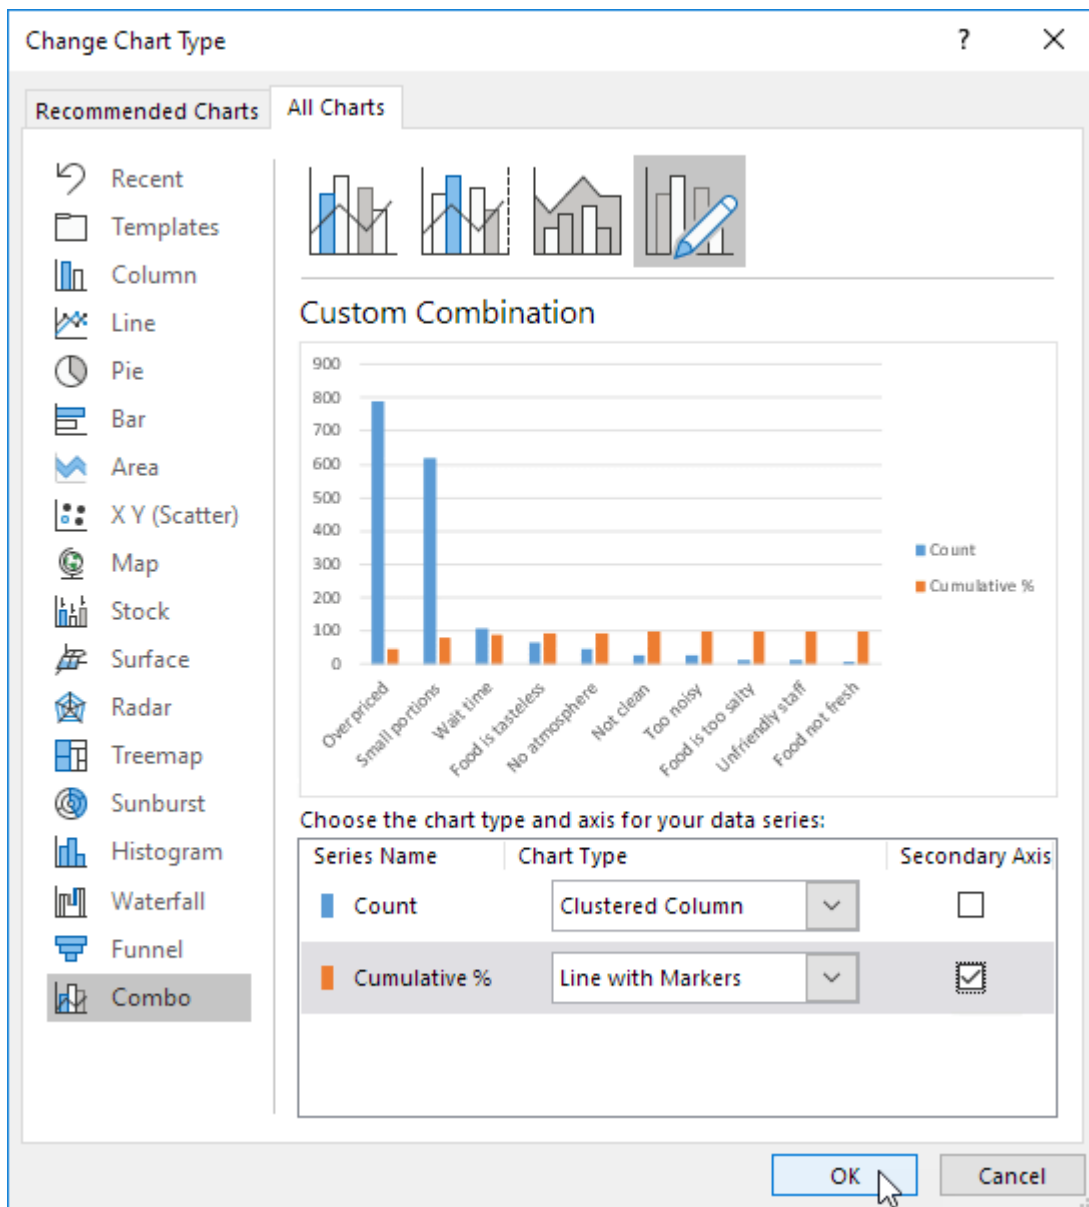 Change Chart Type ?
Recommended Charts All Charts
Recent
Templates
Column
Line
Pie
Bar
Area
X Y (Scatter)
Map
Stock
Surface
Radar
Treemap
Sunburst
Histogram
Waterfall
Funnel
Combo
Custom Combination
900
800
700
600
500
400
300
200
100
0
Overpriced
Small portions
Wait time
Food is tasteless
No atmosphere
Not clean
Too noisy
Food is too salty
Unfriendly staff
Food not fresh
Count
Cumulative %
Choose the chart type and axis for your data series:
Series Name Chart Type Secondary Axis
Count Clustered Column
Cumulative % Line with Markers
OK Cancel